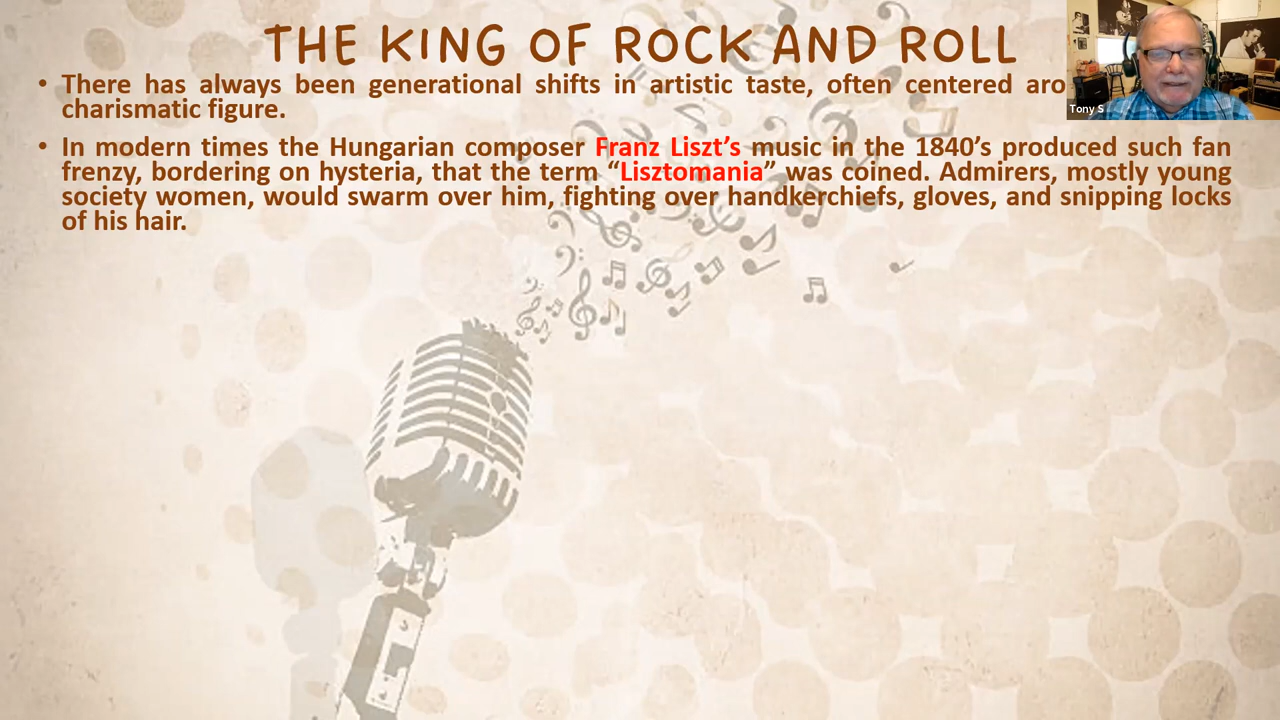 THE KING OF ROCK AND ROLL
• There has always been generational shifts in artistic taste, often centered
charismatic figure.
• In modern times the Hungarian composer Franz Liszt’s music in the 1840’s produced such fan
frenzy, bordering on hysteria, that the term “Lisztomania” was coined. Admirers, mostly young
society women, would swarm over him, fighting over handkerchiefs, gloves, and snipping locks
of his hair.
Tony S